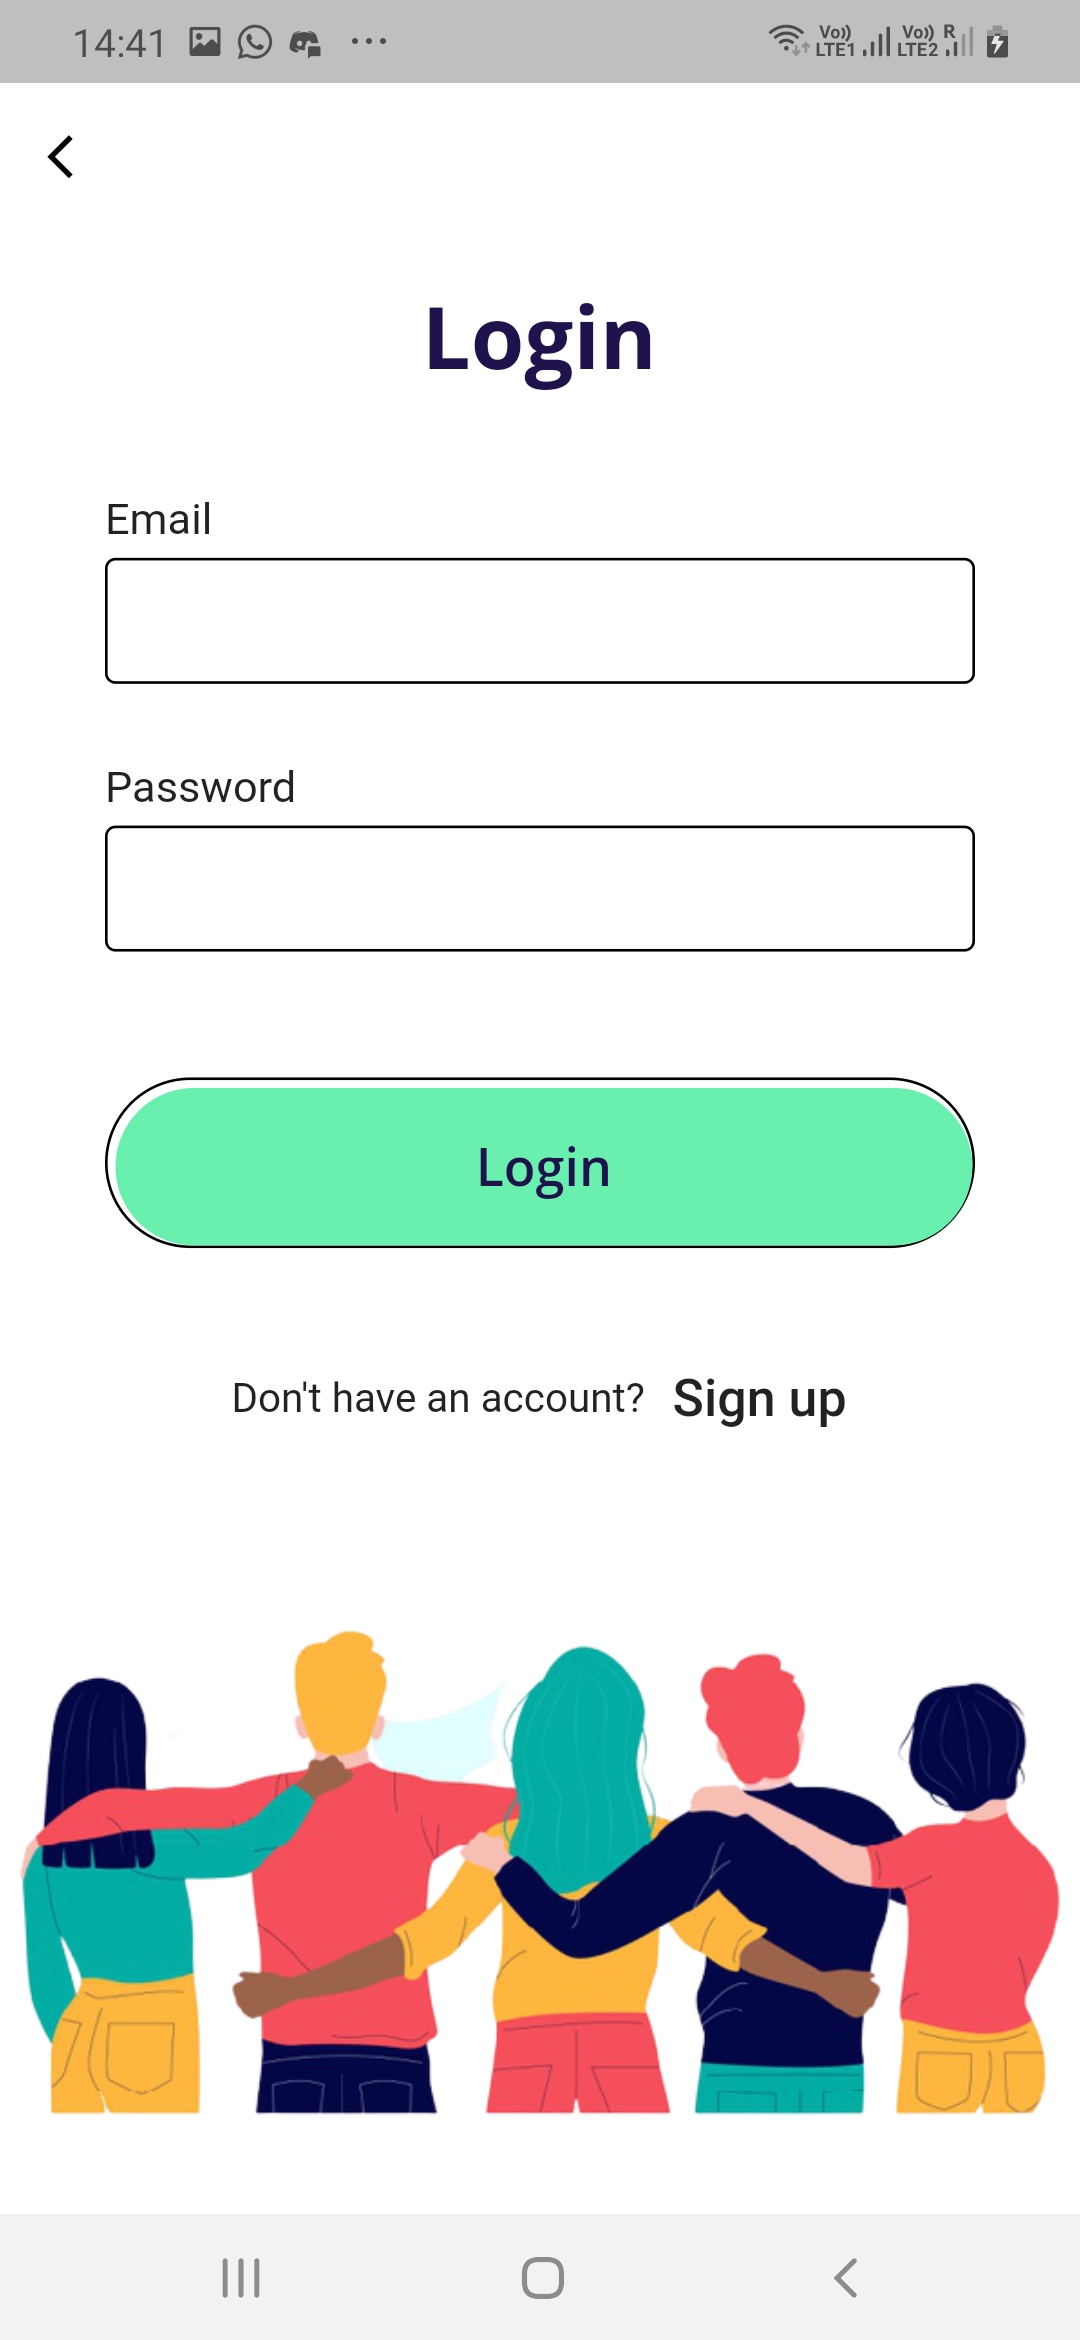 14:41 Vo)) LTE1 Vo)) LTE2 R
Login
Email
Password
Login
Don't have an account? Sign up